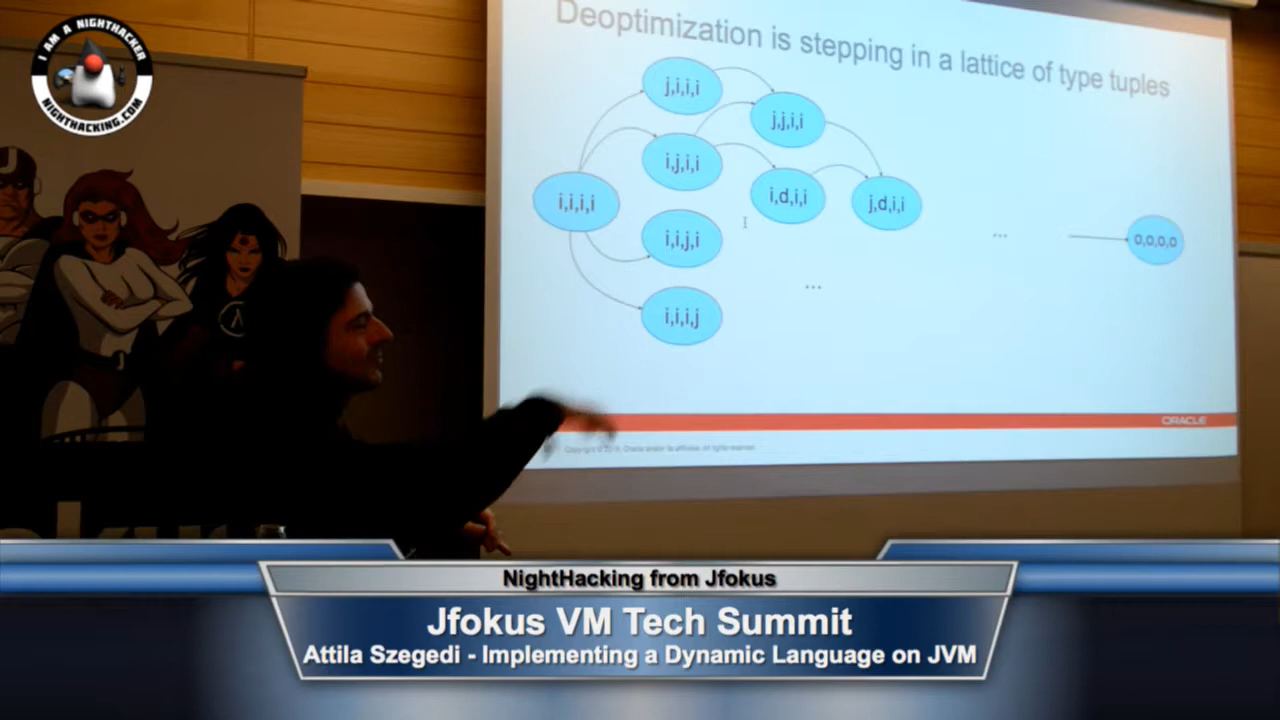 I AM A NIGHTHACKER
NIGHTHACKING.COM
Deoptimization is stepping in a lattice of type tuples
j,i,i,i
j,j,i,i
i,j,i,i
i,i,i,i
i,d,i,i
j,d,i,i
i,i,j,i
...
0,0,0,0
...
i,i,i,j
ORACLE
NightHacking from Jfokus
Jfokus VM Tech Summit
Attila Szegedi - Implementing a Dynamic Language on JVM